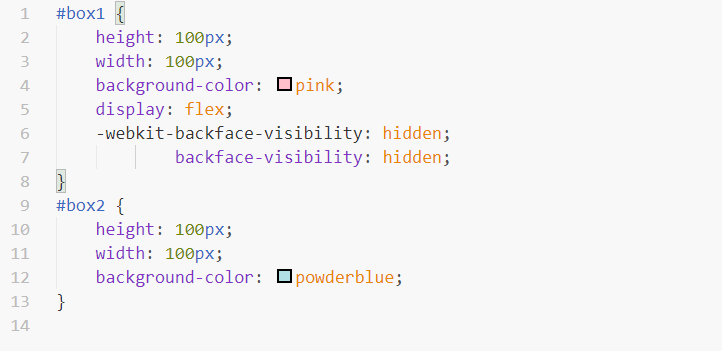 1 #box1 {
2     height: 100px;
3     width: 100px;
4     background-color: pink;
5     display: flex;
6     -webkit-backface-visibility: hidden;
7             backface-visibility: hidden;
8 }
9 #box2 {
10     height: 100px;
11     width: 100px;
12     background-color: powderblue;
13 }
14